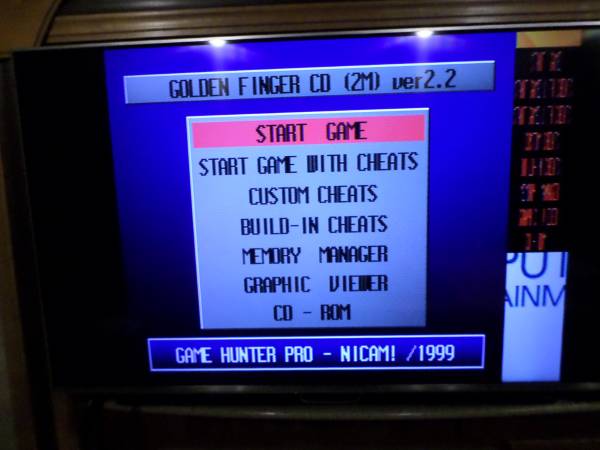 GOLDEN FINGER CD (2M) ver2.2
START GAME
START GAME WITH CHEATS
CUSTOM CHEATS
BUILD-IN CHEATS
MEMORY MANAGER
GRAPHIC VIEWER
CD - ROM
GAME HUNTER PRO - NICAM! /1999